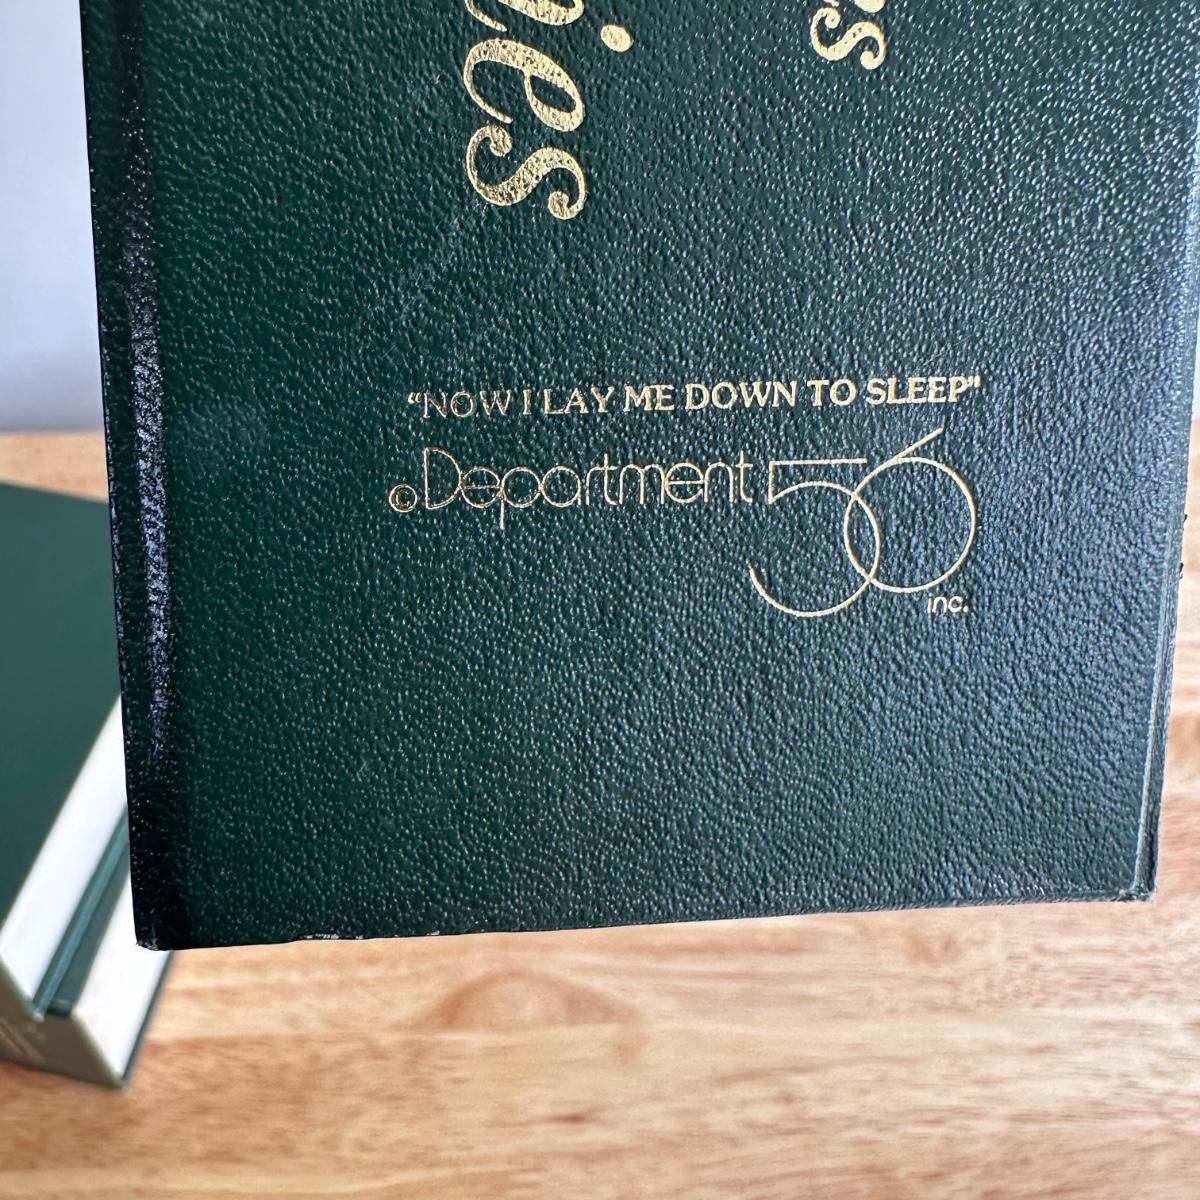 "NOW I LAY ME DOWN TO SLEEP"
©Department 56
inc.